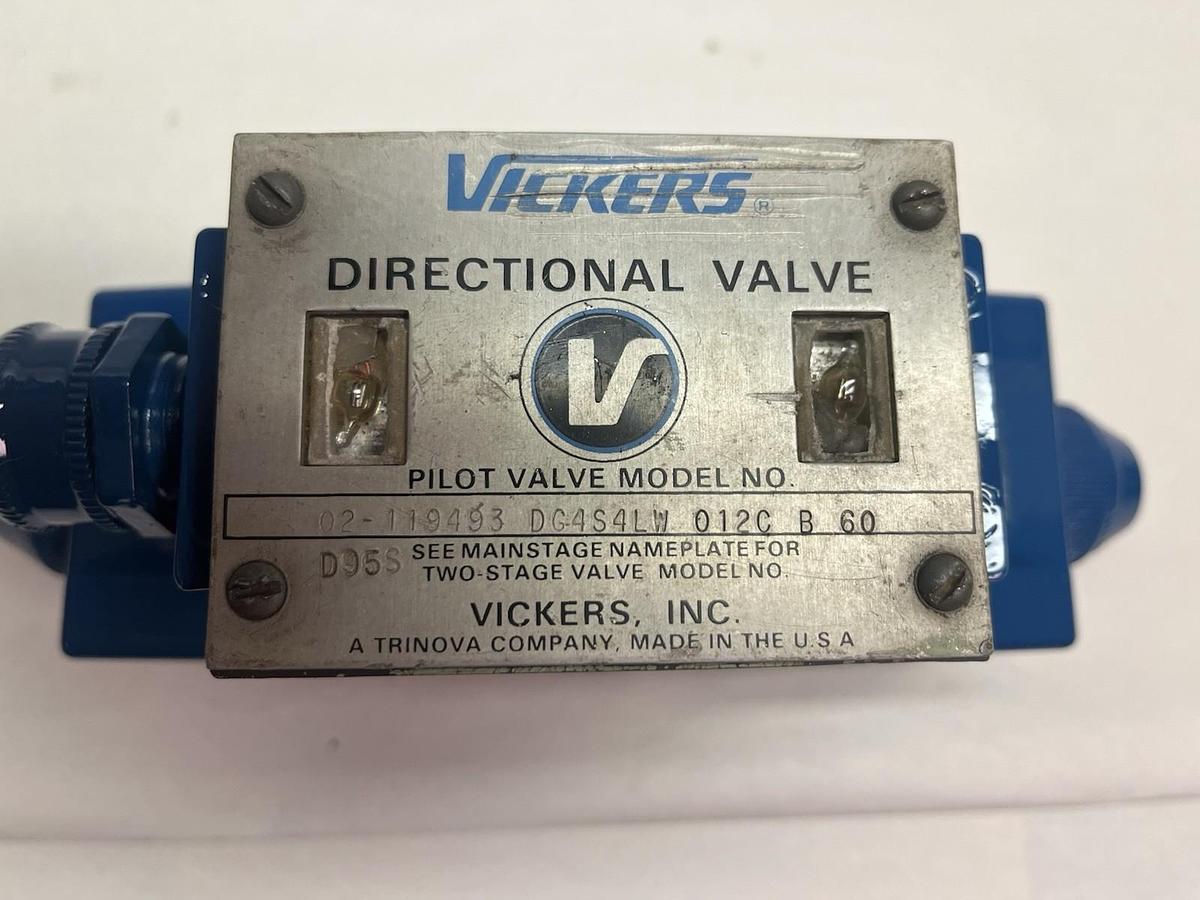 VICKERS®
DIRECTIONAL VALVE
V
PILOT VALVE MODEL NO.
02-119493 DG4S4LW 012C B 60
D95S SEE MAINSTAGE NAMEPLATE FOR
TWO-STAGE VALVE MODEL NO.
VICKERS, INC.
A TRINOVA COMPANY, MADE IN THE U.S A